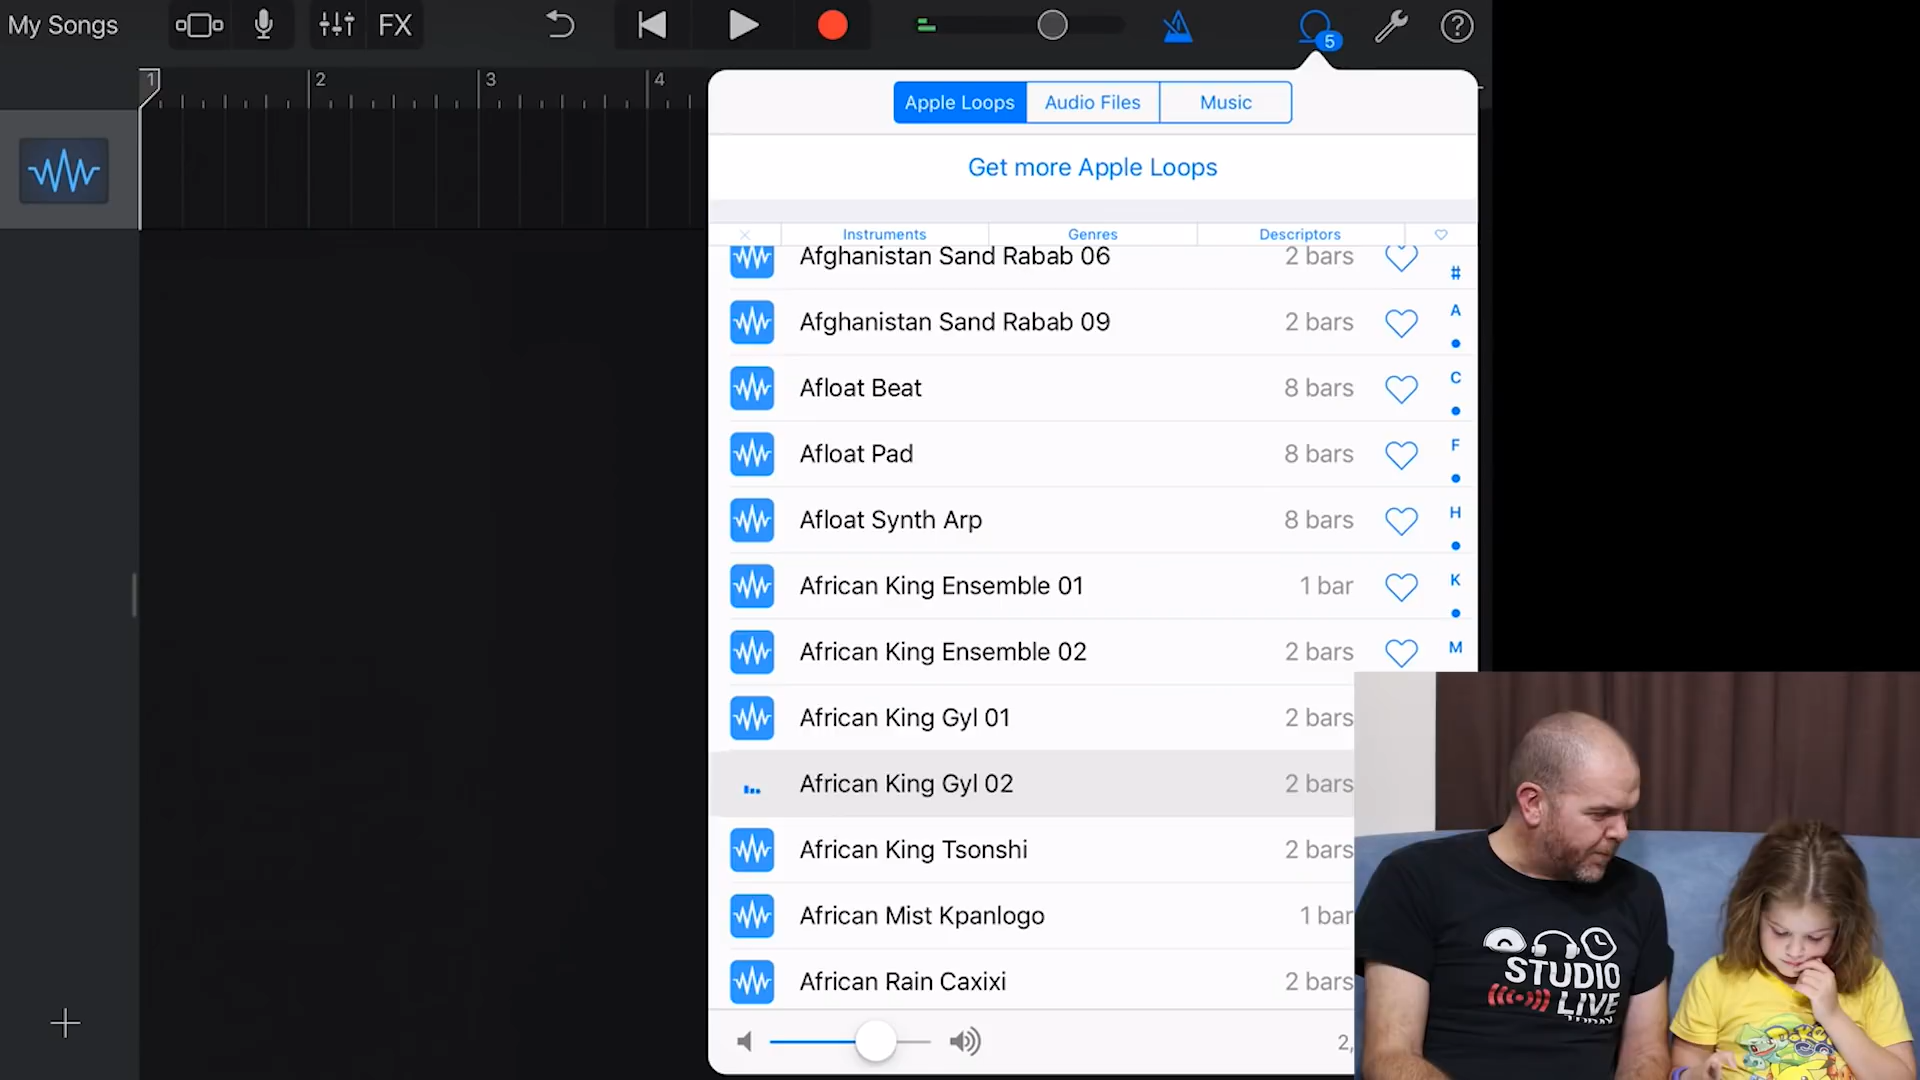 My Songs
FX
5
1 2 3 4
Apple Loops Audio Files Music
Get more Apple Loops
Instruments Genres Descriptors
Afghanistan Sand Rabab 06 2 bars
#
Afghanistan Sand Rabab 09 2 bars
A
Afloat Beat 8 bars
C
Afloat Pad 8 bars
F
Afloat Synth Arp 8 bars
H
African King Ensemble 01 1 bar
K
African King Ensemble 02 2 bars
M
African King Gyl 01 2 bars
African King Gyl 02 2 bars
African King Tsonshi 2 bars
African Mist Kpanlogo 1 bar
African Rain Caxixi 2 bars
2,
STUDIO
LIVE
TODAY